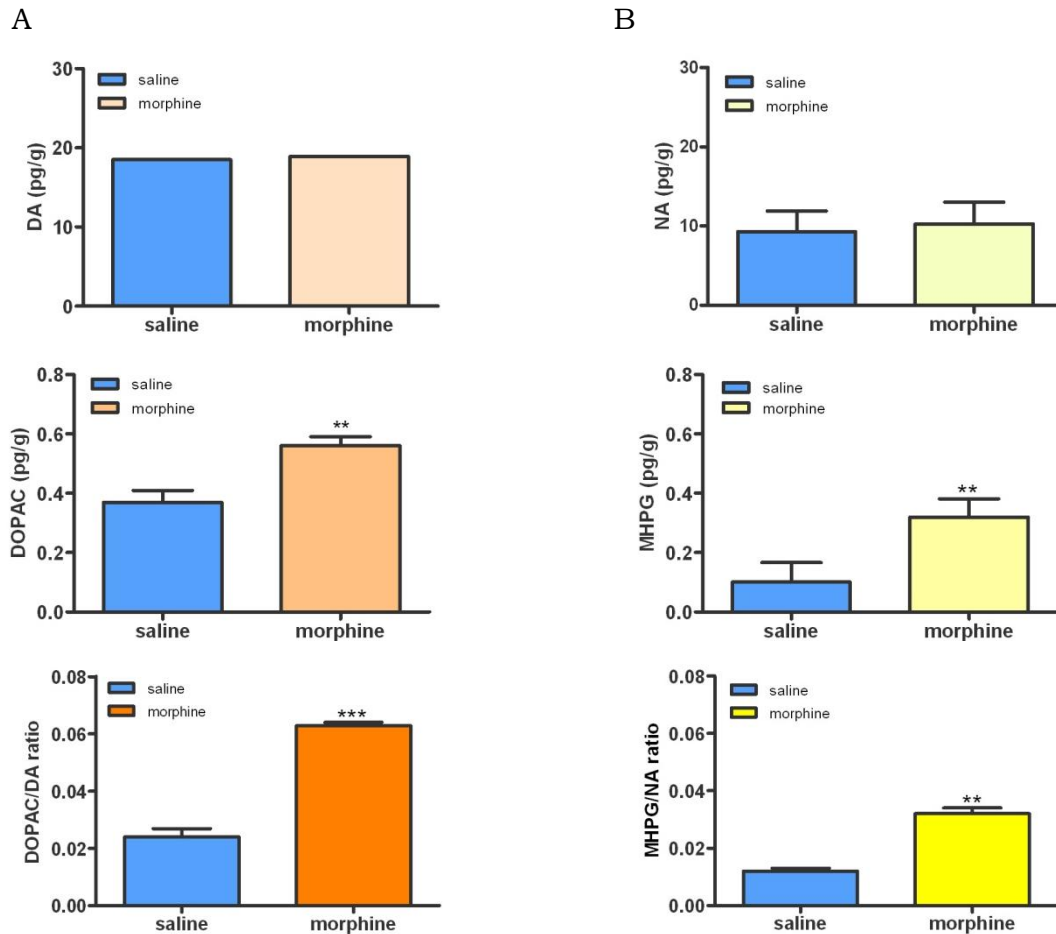 A
30
20
10
0
DA (pg/g)
saline
morphine
saline
morphine
0.8
0.6
0.4
0.2
0.0
DOPAC (pg/g)
saline
morphine
**
saline
morphine
0.08
0.06
0.04
0.02
0.00
DOPAC/DA ratio
saline
morphine
***
saline
morphine
B
30
20
10
0
NA (pg/g)
saline
morphine
saline
morphine
0.8
0.6
0.4
0.2
0.0
MHPG (pg/g)
saline
morphine
**
saline
morphine
0.08
0.06
0.04
0.02
0.00
MHPG/NA ratio
saline
morphine
**
saline
morphine